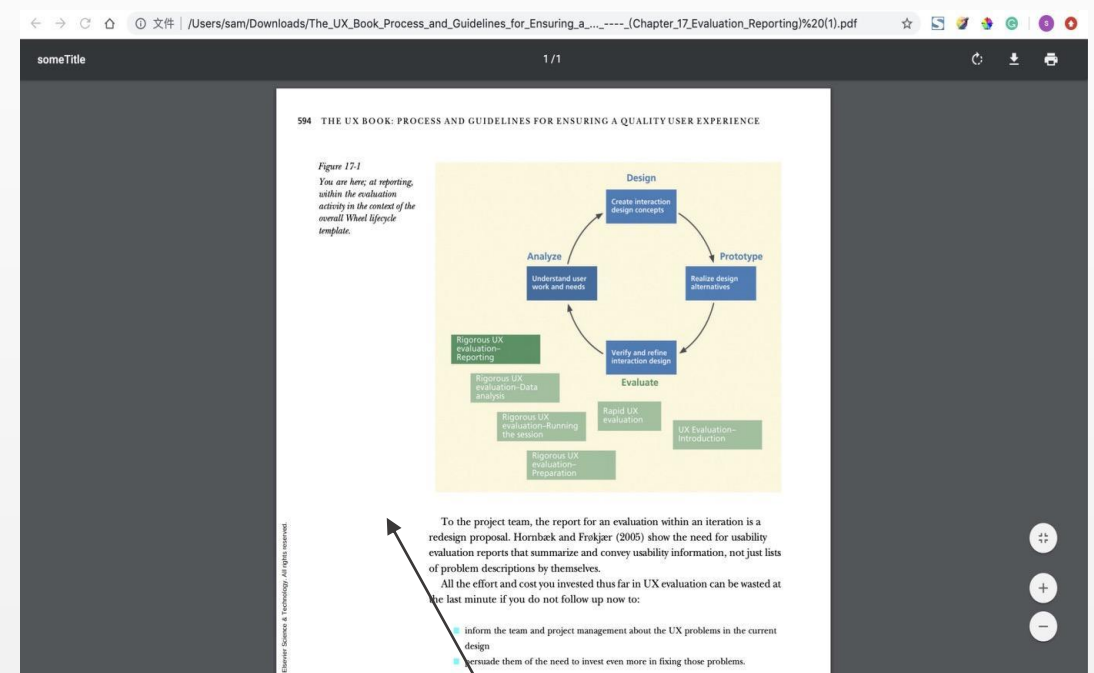 文件 | /Users/sam/Downloads/The_UX_Book_Process_and_Guidelines_for_Ensuring_a_..._----_(Chapter_17_Evaluation_Reporting)%20(1).pdf
someTitle
1 / 1
594 THE UX BOOK: PROCESS AND GUIDELINES FOR ENSURING A QUALITY USER EXPERIENCE
Figure 17-1
You are here; at reporting,
within the evaluation
activity in the context of the
overall Wheel lifecycle
template.
Design
Create interaction
design concepts
Analyze
Understand user
work and needs
Prototype
Realize design
alternatives
Verify and refine
interaction design
Evaluate
Rigorous UX
evaluation–
Reporting
Rigorous UX
evaluation–Data
analysis
Rigorous UX
evaluation–Running
the session
Rapid UX
evaluation
UX Evaluation–
Introduction
Rigorous UX
evaluation–
Preparation
To the project team, the report for an evaluation within an iteration is a
redesign proposal. Hornbæk and Frøkjær (2005) show the need for usability
evaluation reports that summarize and convey usability information, not just lists
of problem descriptions by themselves.
All the effort and cost you invested thus far in UX evaluation can be wasted at
the last minute if you do not follow up now to:
inform the team and project management about the UX problems in the current
design
persuade them of the need to invest even more in fixing those problems.
Elsevier Science & Technology. All rights reserved.